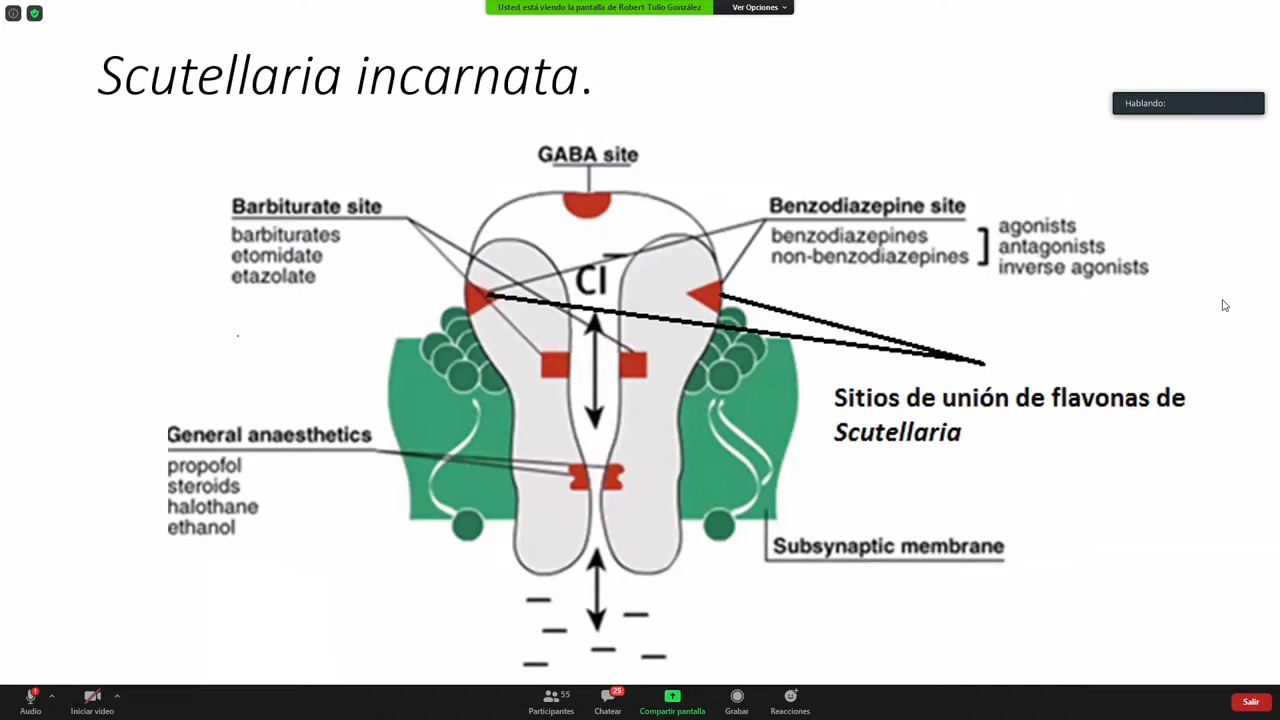 Usted está viendo la pantalla de Robert Tulio González
Ver Opciones
Scutellaria incarnata.
Hablando:
GABA site
Barbiturate site
barbiturates
etomidate
etazolate
Benzodiazepine site
benzodiazepines
non-benzodiazepines
agonists
antagonists
inverse agonists
Cl
Sitios de unión de flavonas de
Scutellaria
General anaesthetics
propofol
steroids
halothane
ethanol
Subsynaptic membrane
Audio
Iniciar video
55
Participantes
25
Chatear
Compartir pantalla
Grabar
Reacciones
Salir